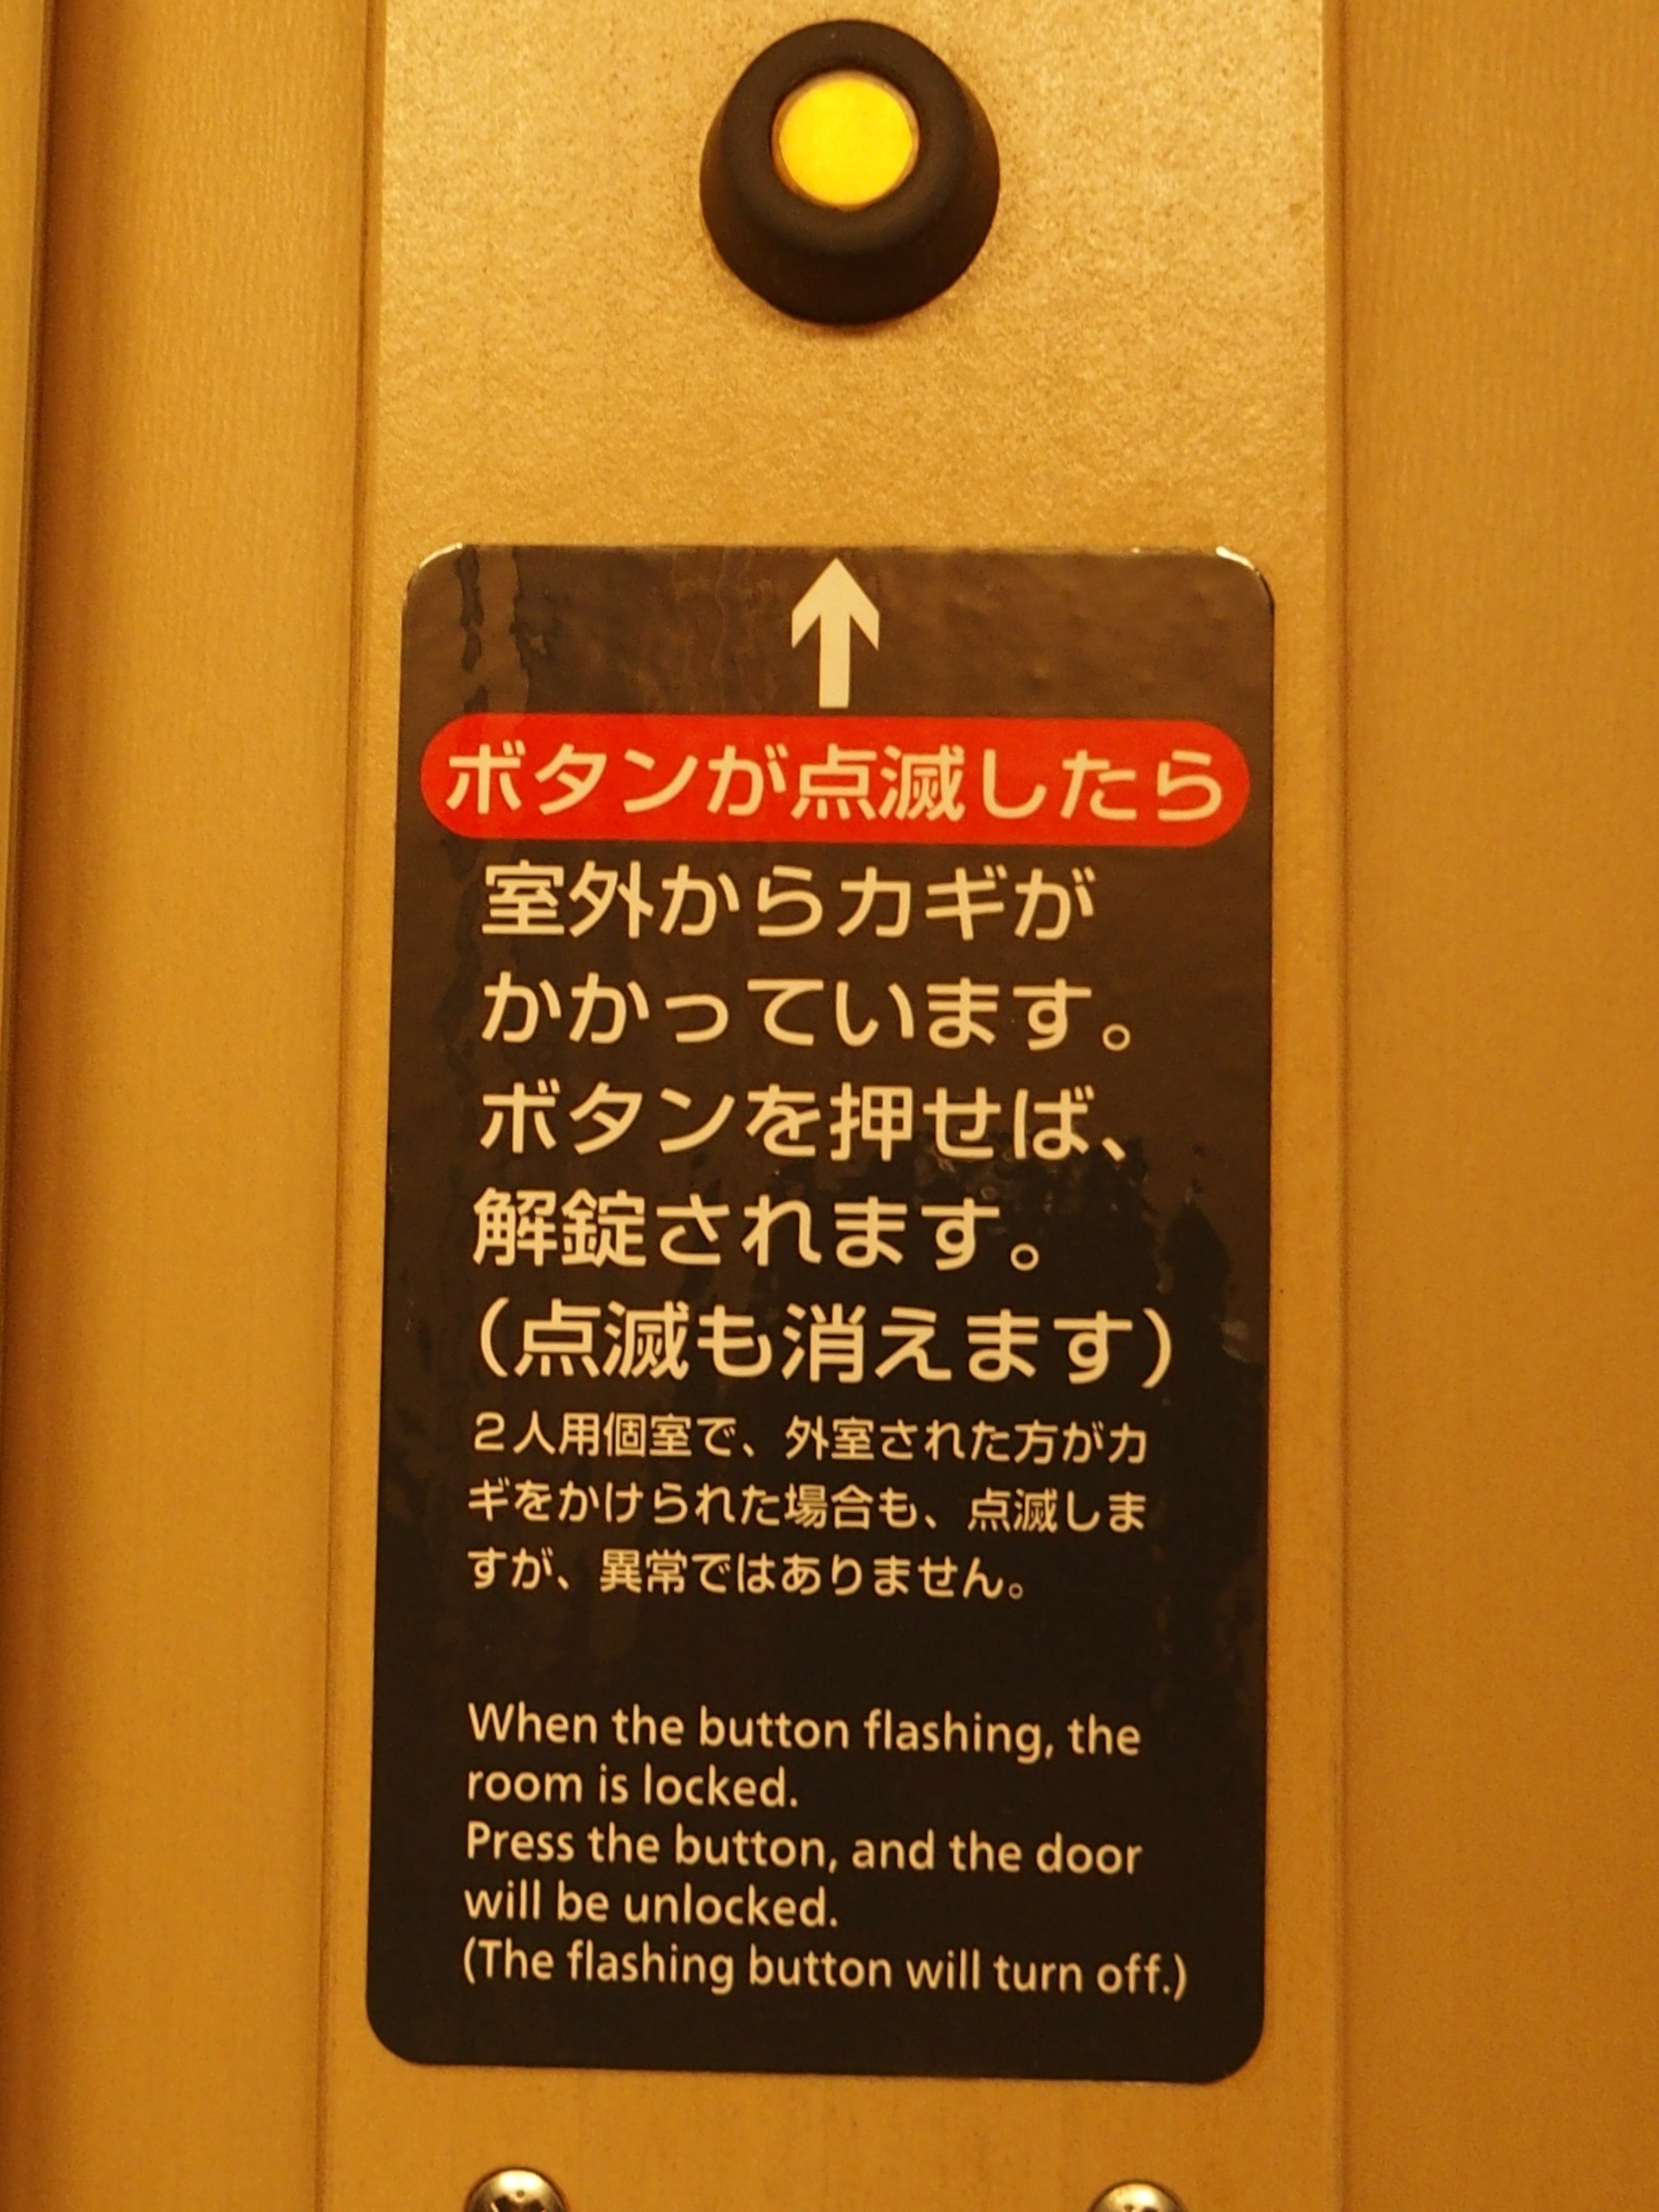 ボタンが点滅したら
室外からカギが
かかっています。
ボタンを押せば、
解錠されます。
(点滅も消えます)
２人用個室で、外室された方がカ
ギをかけられた場合も、点滅しま
すが、異常ではありません。
When the button flashing, the
room is locked.
Press the button, and the door
will be unlocked.
(The flashing button will turn off.)